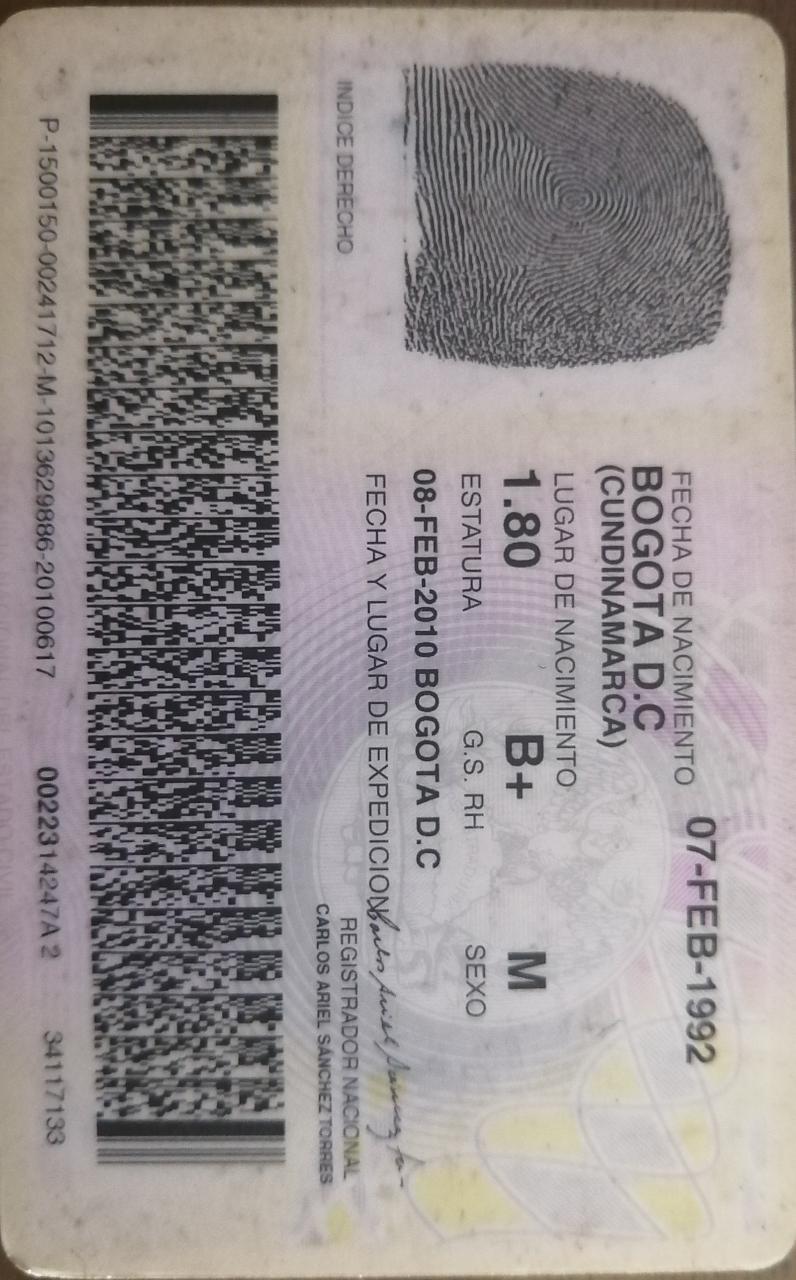 FECHA DE NACIMIENTO 07-FEB-1992
BOGOTA D.C
(CUNDINAMARCA)
LUGAR DE NACIMIENTO
1.80 B+ M
ESTATURA G.S. RH SEXO
08-FEB-2010 BOGOTA D.C
FECHA Y LUGAR DE EXPEDICION
INDICE DERECHO
REGISTRADOR NACIONAL
CARLOS ARIEL SÁNCHEZ TORRES
P-1500150-00241712-M-1013629886-20100617 0022314247A 2 34117133